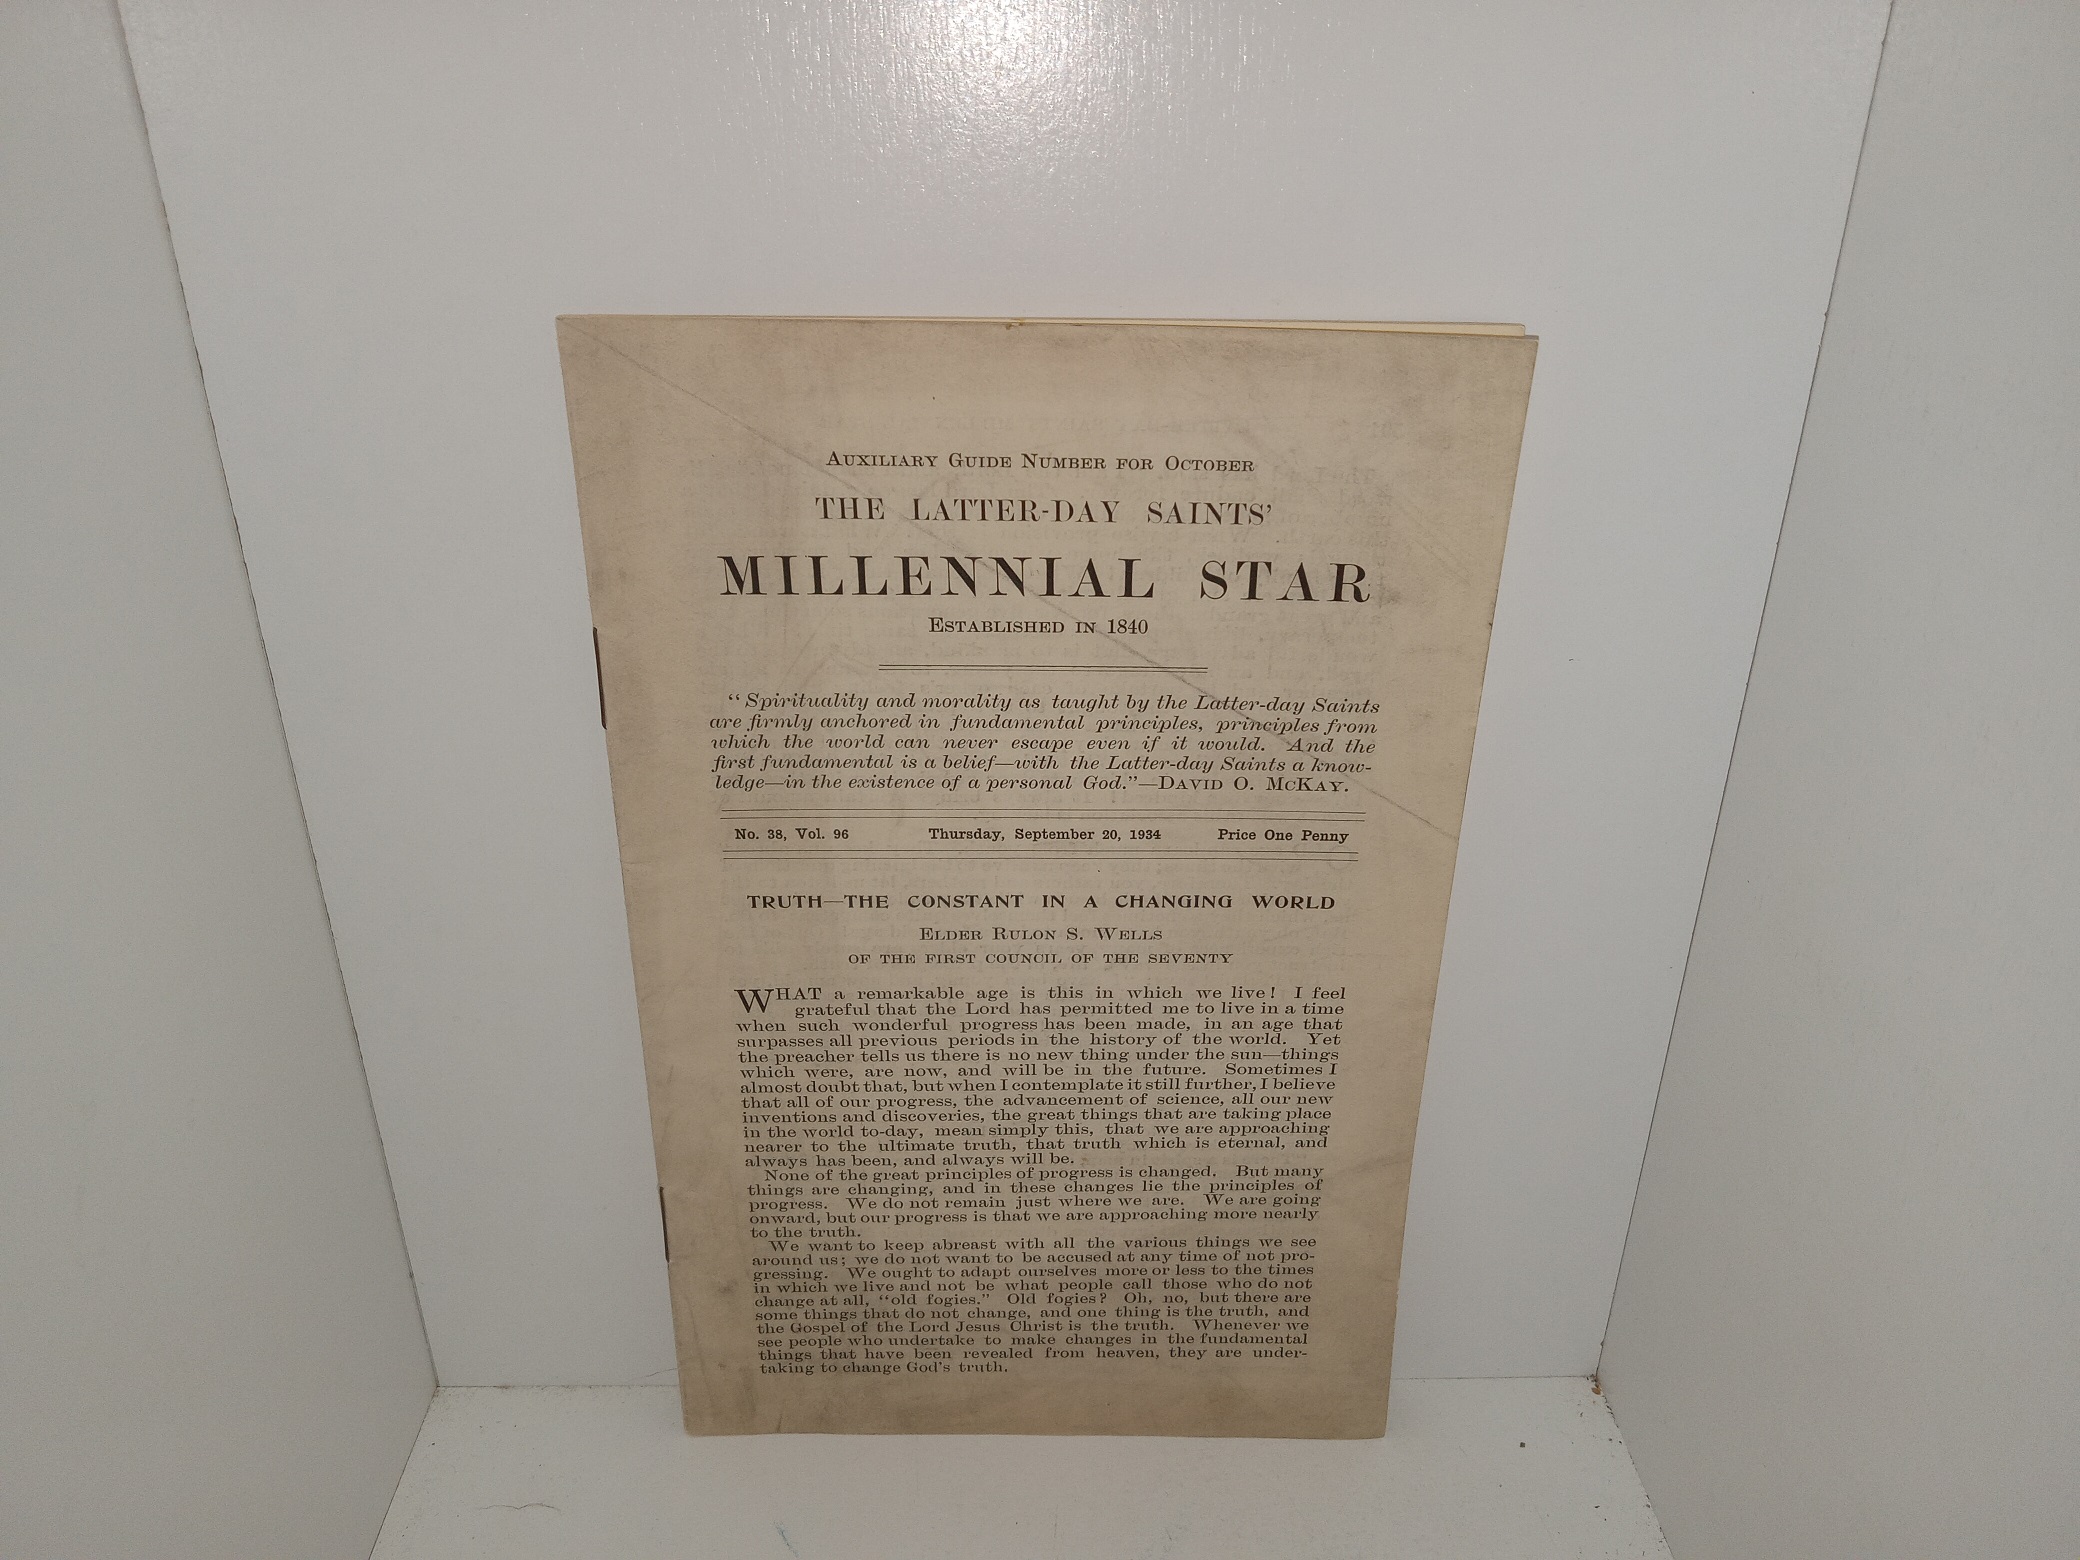 AUXILIARY GUIDE NUMBER FOR OCTOBER
THE LATTER-DAY SAINTS'
MILLENNIAL STAR
ESTABLISHED IN 1840
"Spirituality and morality as taught by the Latter-day Saints
are firmly anchored in fundamental principles, principles from
which the world can never escape even if it would. And the
first fundamental is a belief—with the Latter-day Saints a know-
ledge—in the existence of a personal God."—DAVID O. McKAY.
No. 38, Vol. 96 Thursday, September 20, 1934 Price One Penny
TRUTH—THE CONSTANT IN A CHANGING WORLD
ELDER RULON S. WELLS
OF THE FIRST COUNCIL OF THE SEVENTY
WHAT a remarkable age is this in which we live! I feel
grateful that the Lord has permitted me to live in a time
when such wonderful progress has been made, in an age that
surpasses all previous periods in the history of the world. Yet
the preacher tells us there is no new thing under the sun—things
which were, are now, and will be in the future. Sometimes I
almost doubt that, but when I contemplate it still further, I believe
that all of our progress, the advancement of science, all our new
inventions and discoveries, the great things that are taking place
in the world to-day, mean simply this, that we are approaching
nearer to the ultimate truth, that truth which is eternal, and
always has been, and always will be.
None of the great principles of progress is changed. But many
things are changing, and in these changes lie the principles of
progress. We do not remain just where we are. We are going
onward, but our progress is that we are approaching more nearly
to the truth.
We want to keep abreast with all the various things we see
around us; we do not want to be accused at any time of not pro-
gressing. We ought to adapt ourselves more or less to the times
in which we live and not be what people call those who do not
change at all, "old fogies." Old fogies? Oh, no, but there are
some things that do not change, and one thing is the truth, and
the Gospel of the Lord Jesus Christ is the truth. Whenever we
see people who undertake to make changes in the fundamental
things that have been revealed from heaven, they are under-
taking to change God's truth.